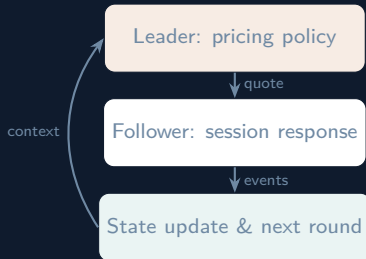 Leader: pricing policy
quote
Follower: session response
context
events
State update & next round